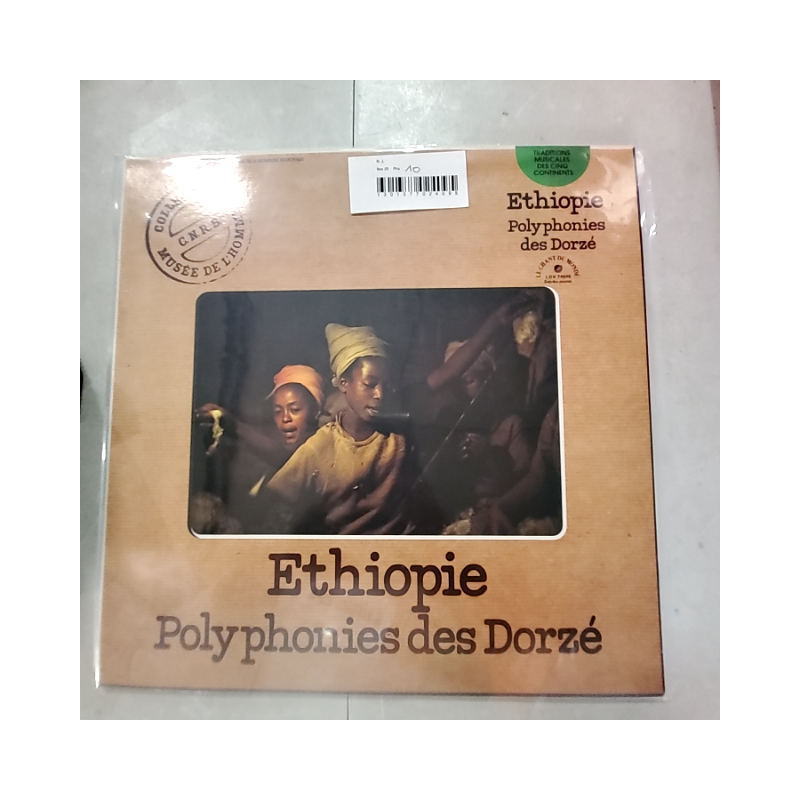 10
TRADITIONS
MUSICALES
DES CINQ
CONTINENTS
Ethiopie
Polyphonies
des Dorzé
LE CHANT DU MONDE
C.N.R.S.
MUSÉE DE L'HOMME
Ethiopie
Polyphonies des Dorzé